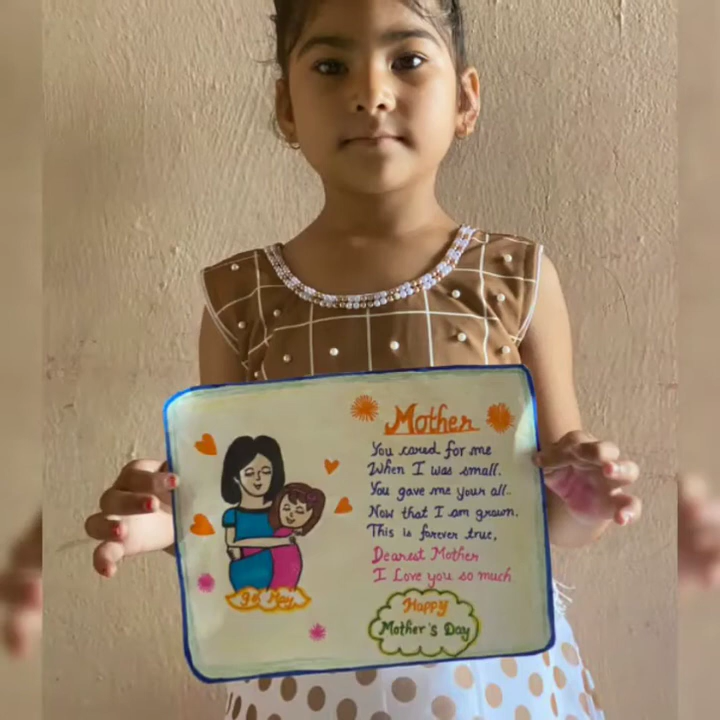 Mother
You cared for me
When I was small.
You gave me your all..
Now that I am grown.
This is forever true,
Dearest Mother
I Love you so much
9th May
Happy
Mother's Day